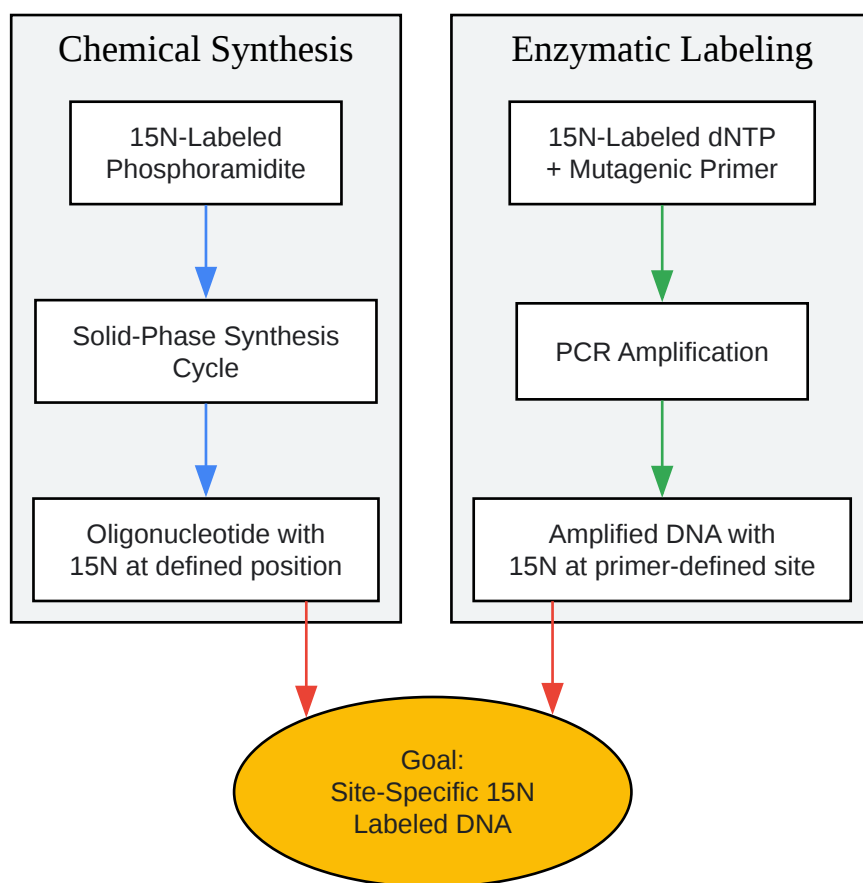 Chemical Synthesis
15N-Labeled
Phosphoramidite
Solid-Phase Synthesis
Cycle
Oligonucleotide with
15N at defined position
Enzymatic Labeling
15N-Labeled dNTP
+ Mutagenic Primer
PCR Amplification
Amplified DNA with
15N at primer-defined site
Goal:
Site-Specific 15N
Labeled DNA